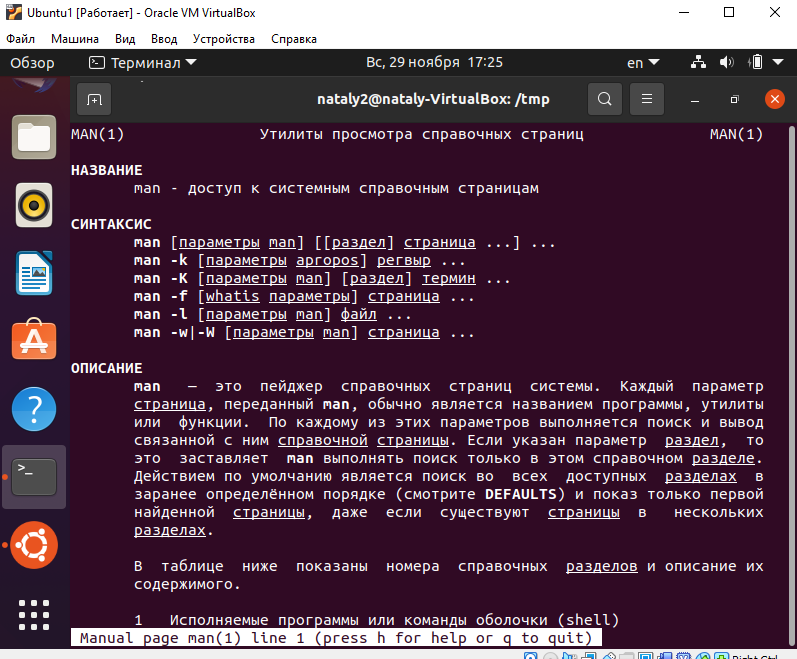 Ubuntu1 [Работает] - Oracle VM VirtualBox
Файл Машина Вид Ввод Устройства Справка
Обзор Терминал Вс, 29 ноября 17:25 en
nataly2@nataly-VirtualBox: /tmp
MAN(1) Утилиты просмотра справочных страниц MAN(1)
НАЗВАНИЕ
man - доступ к системным справочным страницам
СИНТАКСИС
man [параметры man] [[раздел] страница ...] ...
man -k [параметры apropos] регвыр ...
man -K [параметры man] [раздел] термин ...
man -f [whatis параметры] страница ...
man -l [параметры man] файл ...
man -w|-W [параметры man] страница ...
ОПИСАНИЕ
man — это пейджер справочных страниц системы. Каждый параметр
страница, переданный man, обычно является названием программы, утилиты
или функции. По каждому из этих параметров выполняется поиск и вывод
связанной с ним справочной страницы. Если указан параметр раздел, то
это заставляет man выполнять поиск только в этом справочном разделе.
Действием по умолчанию является поиск во всех доступных разделах в
заранее определённом порядке (смотрите DEFAULTS) и показ только первой
найденной страницы, даже если существуют страницы в нескольких
разделах.
В таблице ниже показаны номера справочных разделов и описание их
содержимого.
1 Исполняемые программы или команды оболочки (shell)
Manual page man(1) line 1 (press h for help or q to quit)
Right Ctrl